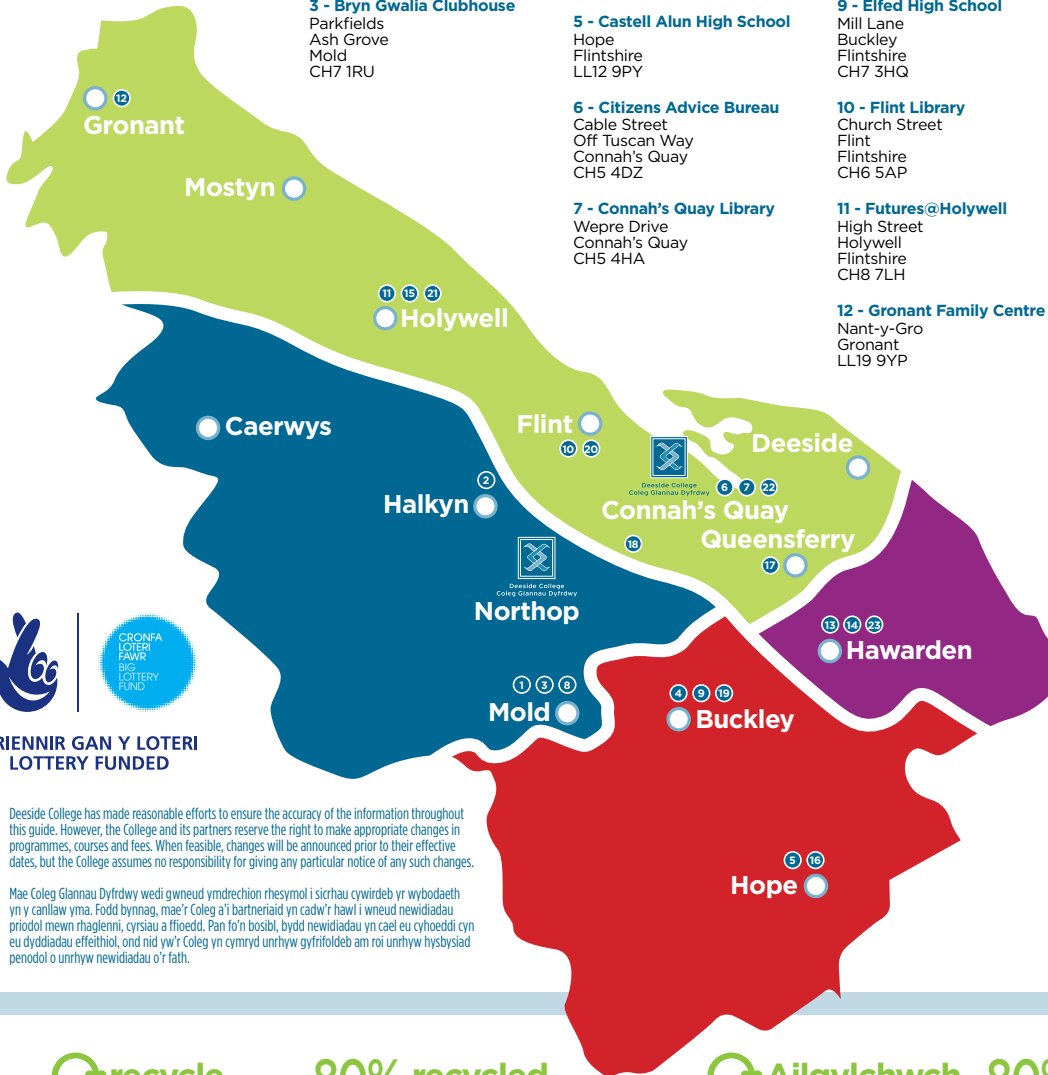 3 - Bryn Gwalia Clubhouse
Parkfields
Ash Grove
Mold
CH7 1RU
5 - Castell Alun High School
Hope
Flintshire
LL12 9PY
6 - Citizens Advice Bureau
Cable Street
Off Tuscan Way
Connah's Quay
CH5 4DZ
7 - Connah's Quay Library
Wepre Drive
Connah's Quay
CH5 4HA
9 - Elfed High School
Mill Lane
Buckley
Flintshire
CH7 3HQ
10 - Flint Library
Church Street
Flint
Flintshire
CH6 5AP
11 - Futures@Holywell
High Street
Holywell
Flintshire
CH8 7LH
12 - Gronant Family Centre
Nant-y-Gro
Gronant
LL19 9YP
12
Gronant
Mostyn
11 15 21
Holywell
Caerwys
Flint
10 20
Deeside
Deeside College
Coleg Glannau Dyfrdwy
6 7 22
Connah's Quay
2
Halkyn
18
Queensferry
17
Deeside College
Coleg Glannau Dyfrdwy
Northop
13 14 23
Hawarden
1 3 8
Mold
4 9 19
Buckley
5 16
Hope
CRONFA
LOTERI
FAWR
BIG
LOTTERY
FUND
RIENNIR GAN Y LOTERI
LOTTERY FUNDED
Deeside College has made reasonable efforts to ensure the accuracy of the information throughout
this guide. However, the College and its partners reserve the right to make appropriate changes in
programmes, courses and fees. When feasible, changes will be announced prior to their effective
dates, but the College assumes no responsibility for giving any particular notice of any such changes.
Mae Coleg Glannau Dyfrdwy wedi gwneud ymdrechion rhesymol i sicrhau cywirdeb yr wybodaeth
yn y canllaw yma. Fodd bynnag, mae'r Coleg a'i bartneriaid yn cadw'r hawl i wneud newidiadau
priodol mewn rhaglenni, cyrsiau a ffioedd. Pan fo'n bosibl, bydd newidiadau yn cael eu cyhoeddi cyn
eu dyddiadau effeithiol, ond nid yw'r Coleg yn cymryd unrhyw gyfrifoldeb am roi unrhyw hysbysiad
penodol o unrhyw newidiadau o'r fath.
recycle
80% recycled
Ailgylchwch